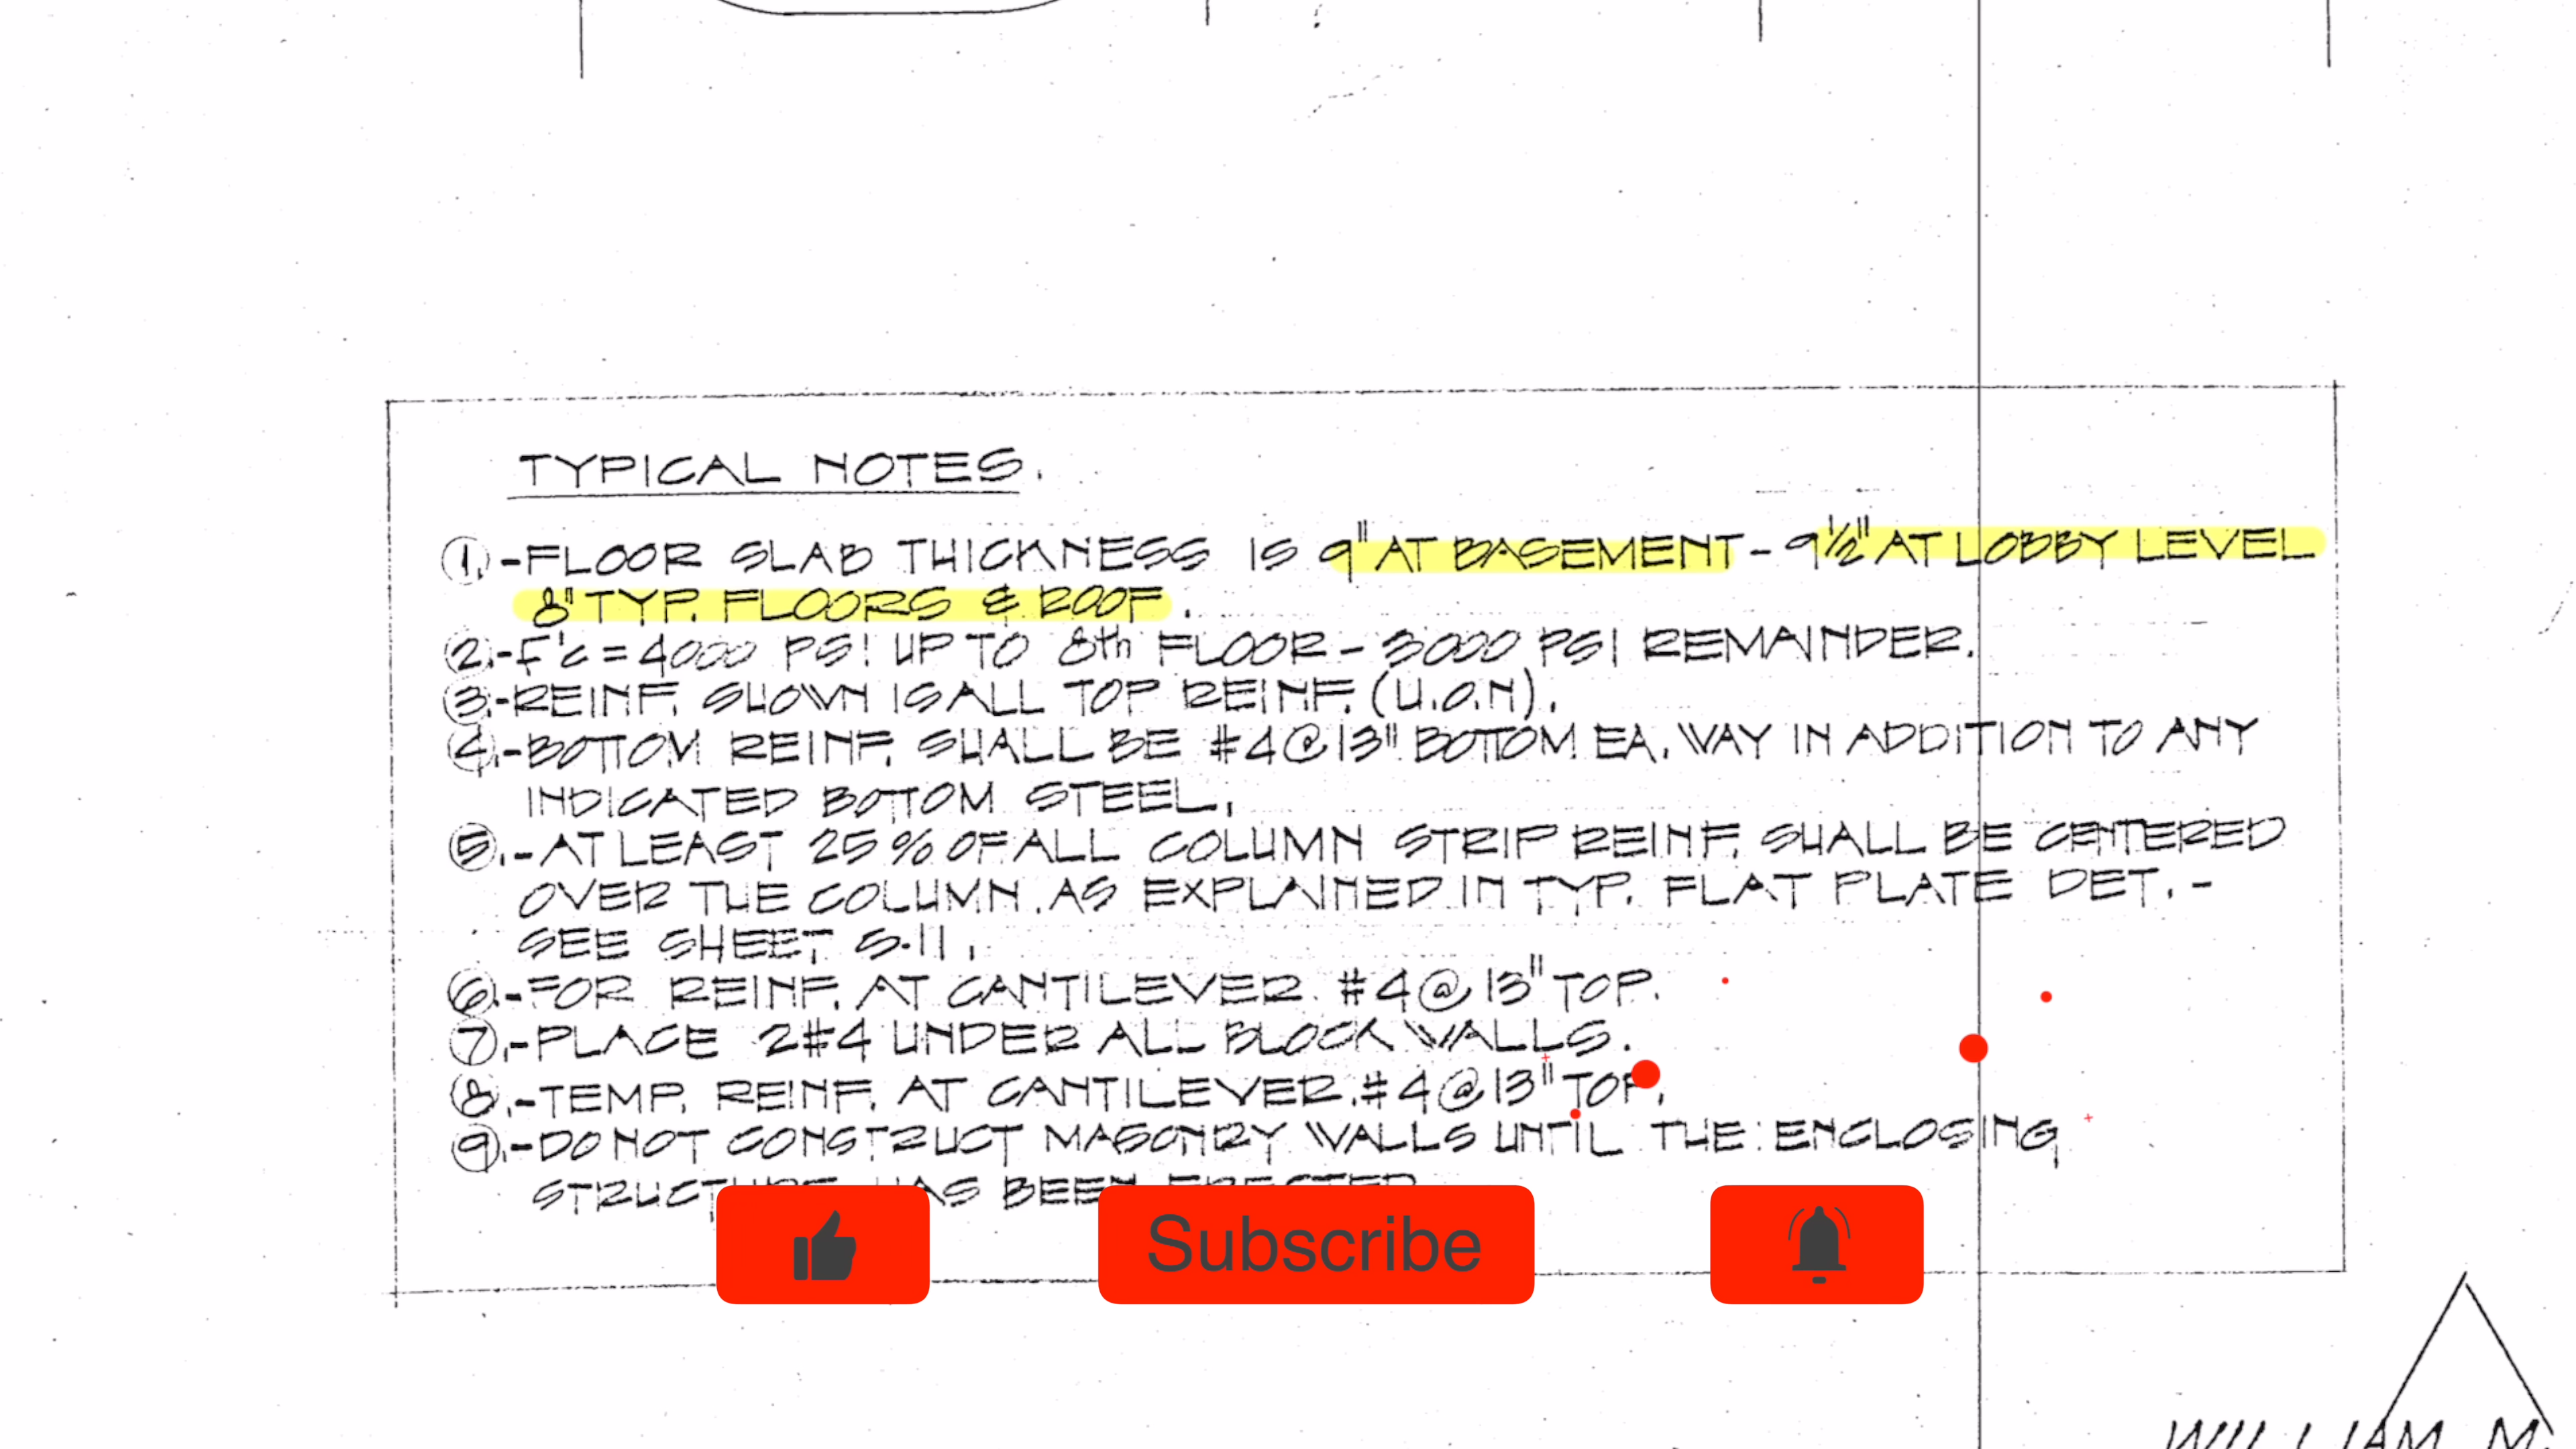 TYPICAL NOTES.
1.-FLOOR SLAB THICKNESS IS 9" AT BASEMENT - 9½" AT LOBBY LEVEL
8" TYP. FLOORS & ROOF.
2.-f'c = 4000 PSI UP TO 8th FLOOR - 3000 PSI REMAINDER.
3.-REINF. SHOWN IS ALL TOP REINF. (U.O.N).
4.-BOTTOM REINF. SHALL BE #4@13" BOTTOM EA. WAY IN ADDITION TO ANY
INDICATED BOTTOM STEEL.
5.-AT LEAST 25% OF ALL COLUMN STRIP REINF. SHALL BE CENTERED
OVER THE COLUMN. AS EXPLAINED IN TYP. FLAT PLATE DET. -
SEE SHEET S-11.
6.-FOR REINF. AT CANTILEVER #4@13" TOP.
7.-PLACE 2#4 UNDER ALL BLOCK WALLS.
8.-TEMP. REINF. AT CANTILEVER. #4@13" TOP.
9.-DO NOT CONSTRUCT MASONRY WALLS UNTIL THE ENCLOSING
STRUCTURE HAS BEEN ERECTED
Subscribe
WILLIAM M.